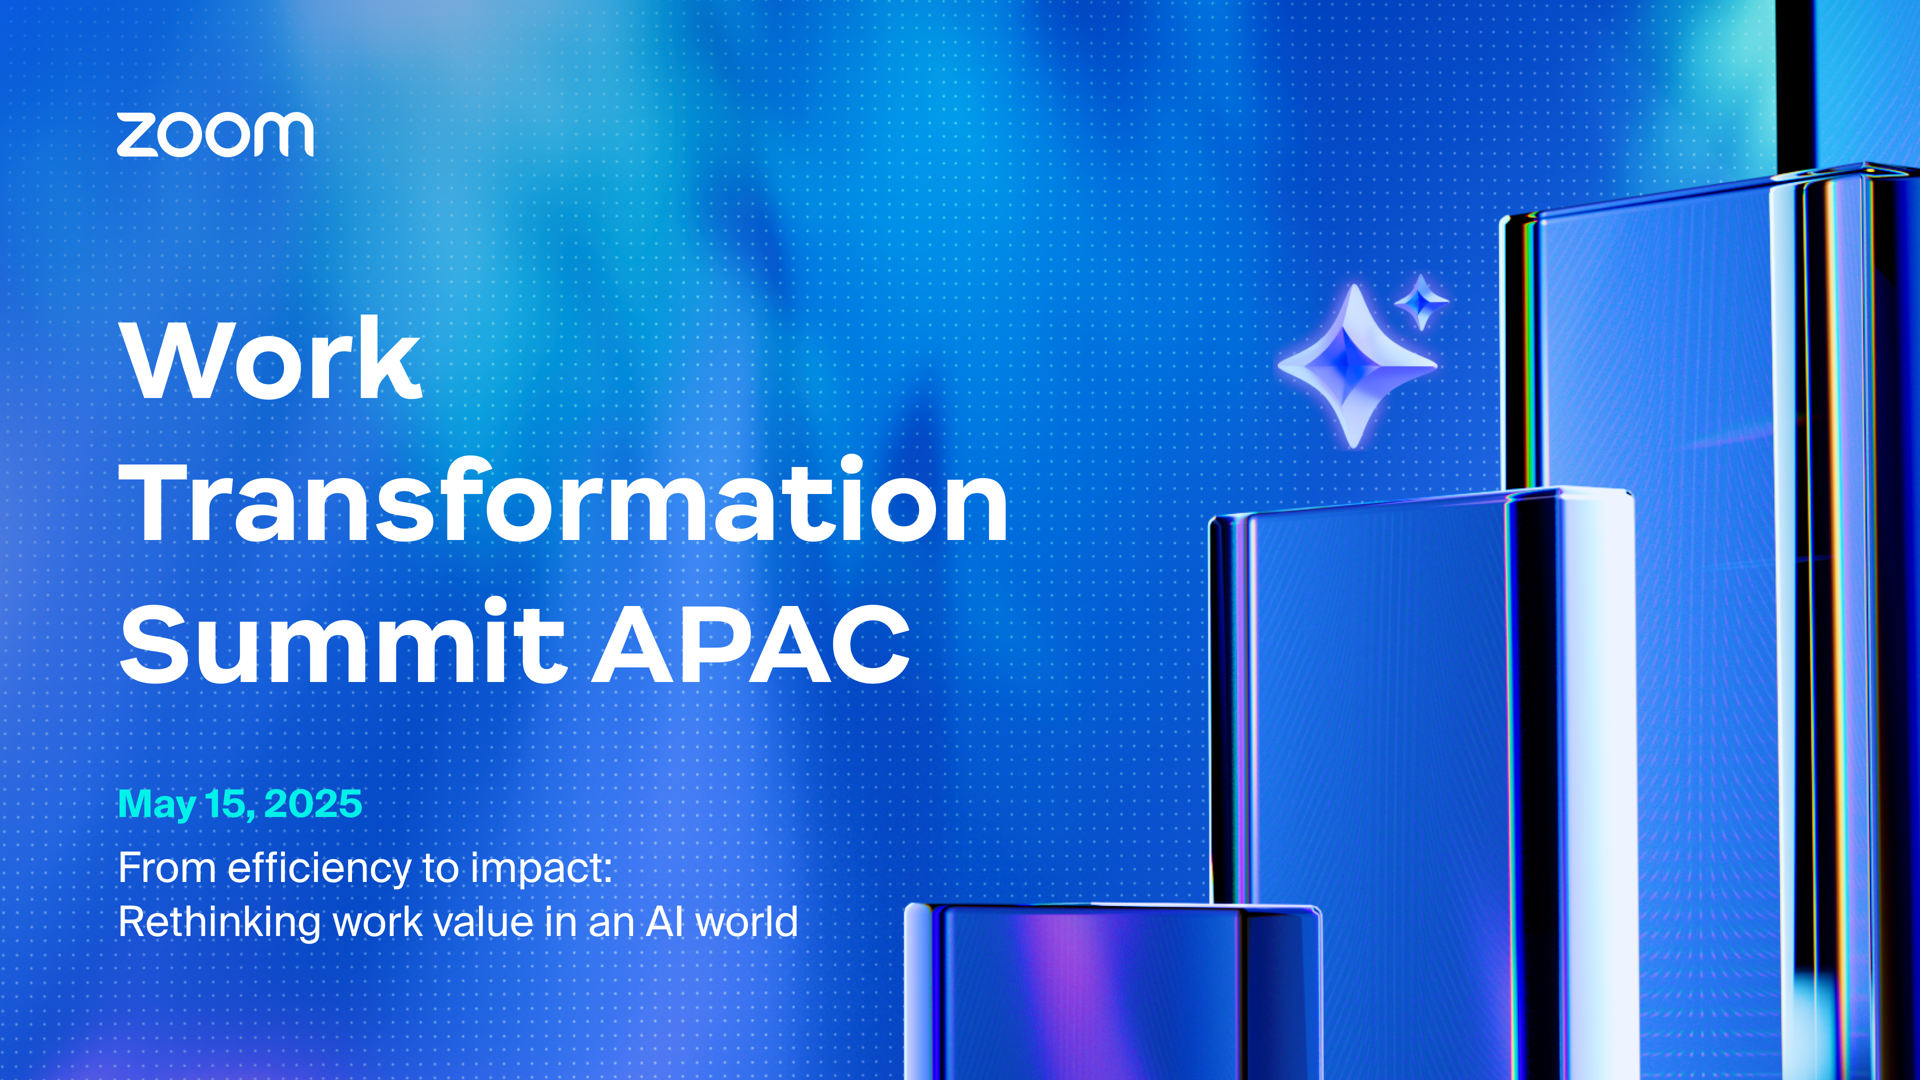 zoom
Work
Transformation
Summit APAC
May 15, 2025
From efficiency to impact:
Rethinking work value in an AI world